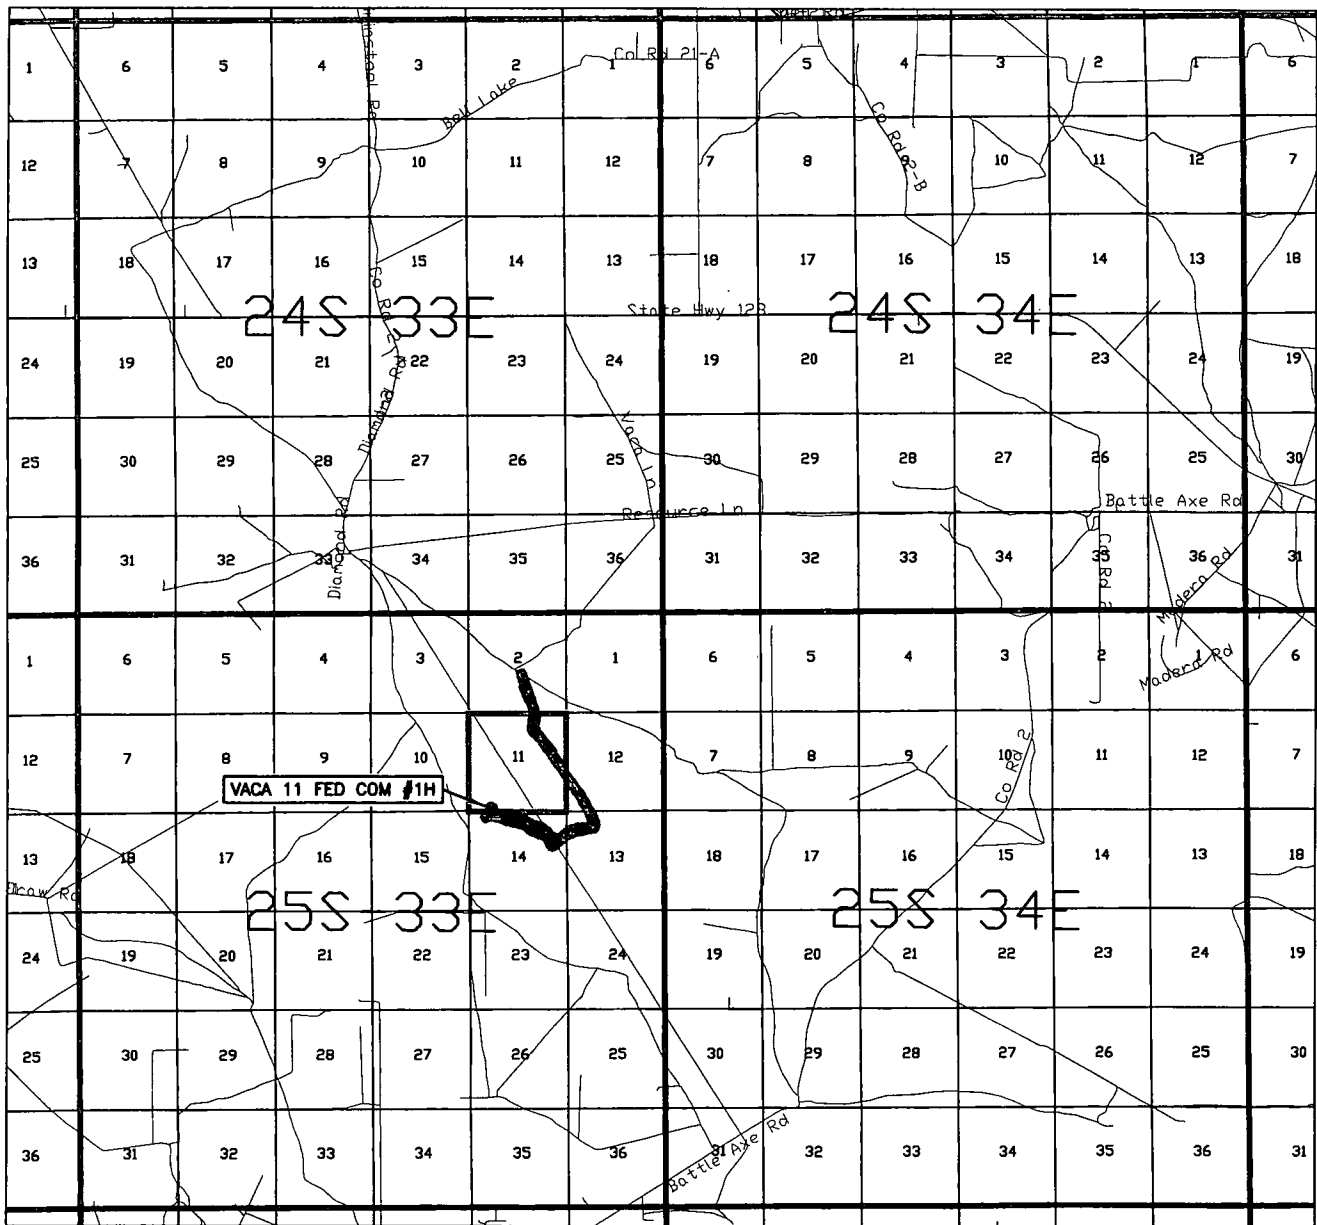 State Rd
Co Rd 21-A
1 6 5 4 3 2 1 6 5 4 3 2 1 6
Bell Lake
Co Rd 2-B
12 7 8 9 10 11 12 7 8 10 11 12 7
13 18 17 16 15 14 13 18 17 16 15 14 13 18
Co Rd 21
24S 33E
State Hwy 128
24S 34E
24 19 20 21 22 23 24 19 20 21 22 23 24 19
Diamond Rd
Vaca Ln
25 30 29 28 27 26 25 30 29 28 27 26 25 30
Battle Axe Rd
Resource Ln
Diamond Rd
36 31 32 33 34 35 36 31 32 33 34 35 36 31
Co Rd 2
Madera Rd
1 6 5 4 3 2 1 6 5 4 3 2 1 6
Madera Rd
12 7 8 9 10 11 12 7 8 9 10 11 12 7
Co Rd 2
VACA 11 FED COM #1H
13 18 17 16 15 14 13 18 17 16 15 14 13 18
Draw Rd
25S 33E
25S 34E
24 19 20 21 22 23 24 19 20 21 22 23 24 19
25 30 29 28 27 26 25 30 29 28 27 26 25 30
36 31 32 33 34 35 36 31 32 33 34 35 36 31
Battle Axe Rd